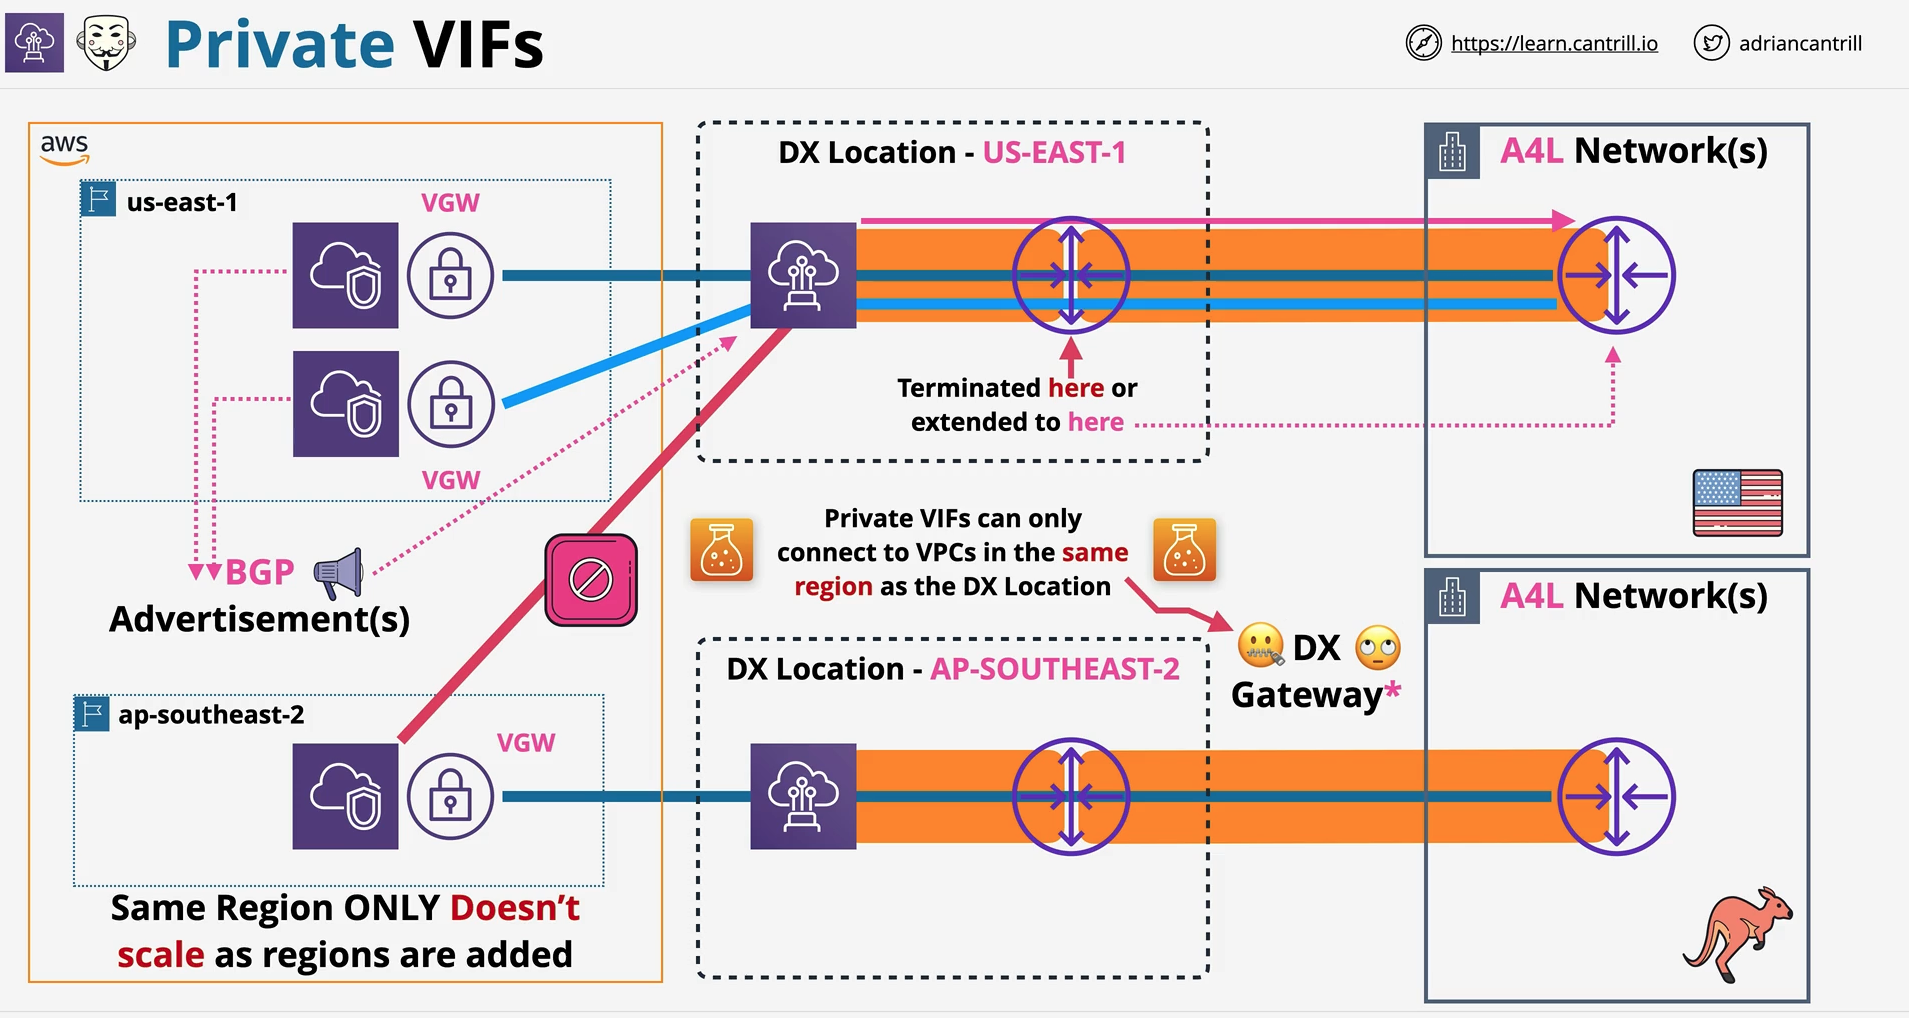 Private VIFs
https://learn.cantrill.io
adriancantrill
aws
us-east-1
VGW
VGW
BGP
Advertisement(s)
ap-southeast-2
VGW
Same Region ONLY Doesn't
scale as regions are added
DX Location - US-EAST-1
Terminated here or
extended to here
Private VIFs can only
connect to VPCs in the same
region as the DX Location
DX
Gateway*
DX Location - AP-SOUTHEAST-2
A4L Network(s)
A4L Network(s)